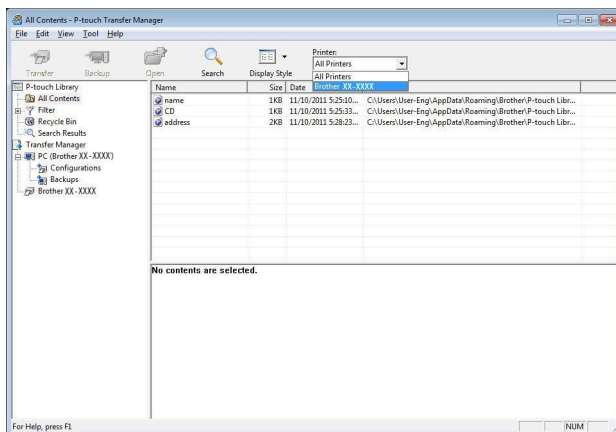 All Contents - P-touch Transfer Manager
File Edit View Tool Help
Transfer Backup Open Search Display Style
Printer:
All Printers
All Printers
Brother XX-XXXX
P-touch Library
All Contents
Filter
Recycle Bin
Search Results
Transfer Manager
PC (Brother XX-XXXX)
Configurations
Backups
Brother XX-XXXX
Name Size Date
name 1KB 11/10/2011 5:25:10... C:\Users\User-Eng\AppData\Roaming\Brother\P-touch Libr...
CD 1KB 11/10/2011 5:25:33... C:\Users\User-Eng\AppData\Roaming\Brother\P-touch Libr...
address 2KB 11/10/2011 5:28:23... C:\Users\User-Eng\AppData\Roaming\Brother\P-touch Libr...
No contents are selected.
For Help, press F1 NUM